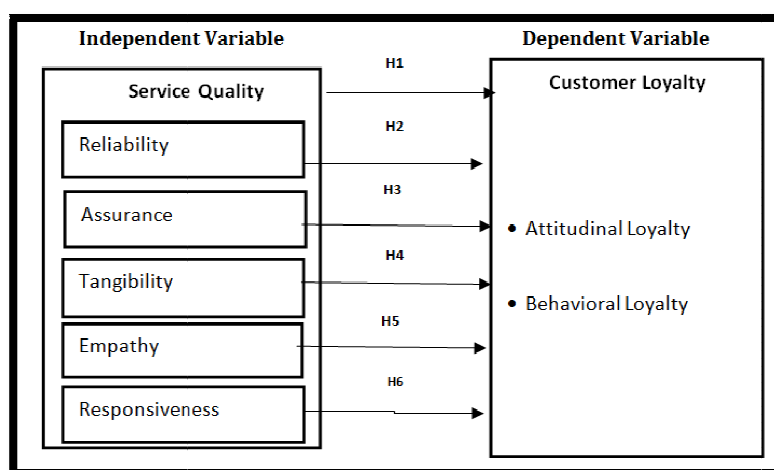 Independent Variable
Dependent Variable
Service Quality
H1
Customer Loyalty
Reliability
H2
Assurance
H3
• Attitudinal Loyalty
Tangibility
H4
• Behavioral Loyalty
Empathy
H5
Responsiveness
H6